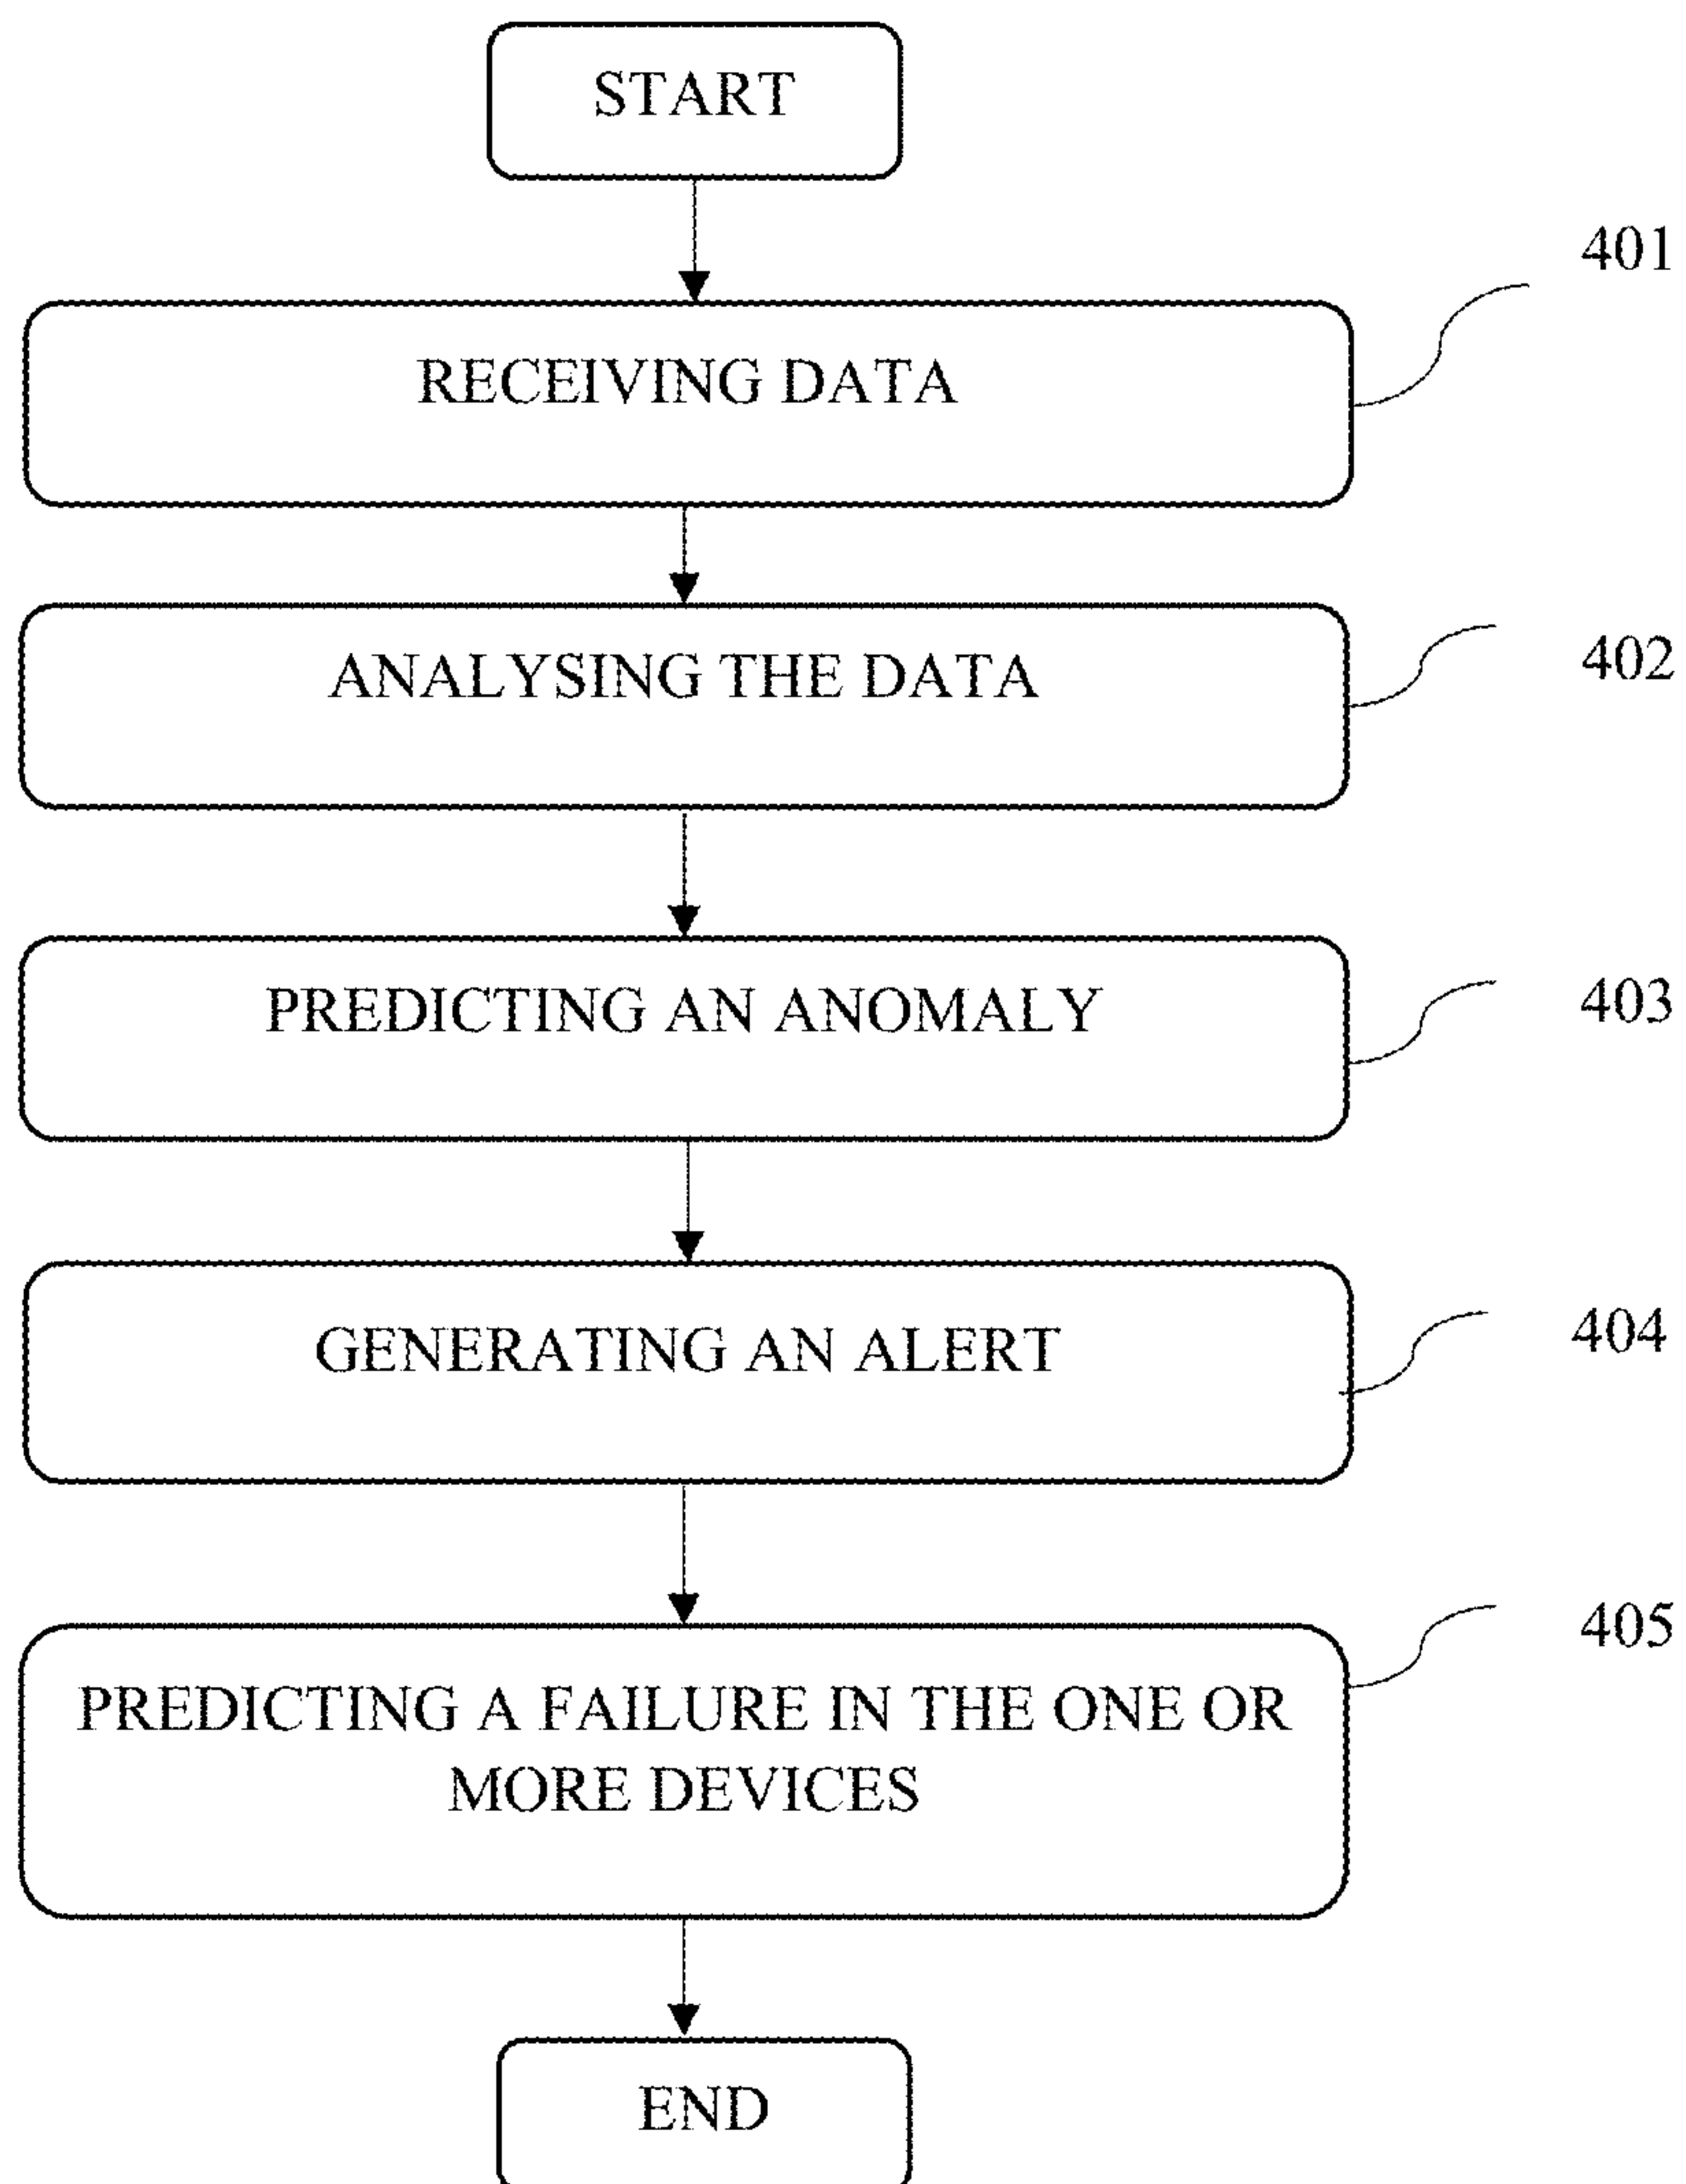 START
401
RECEIVING DATA
402
ANALYSING THE DATA
403
PREDICTING AN ANOMALY
404
GENERATING AN ALERT
405
PREDICTING A FAILURE IN THE ONE OR
MORE DEVICES
END